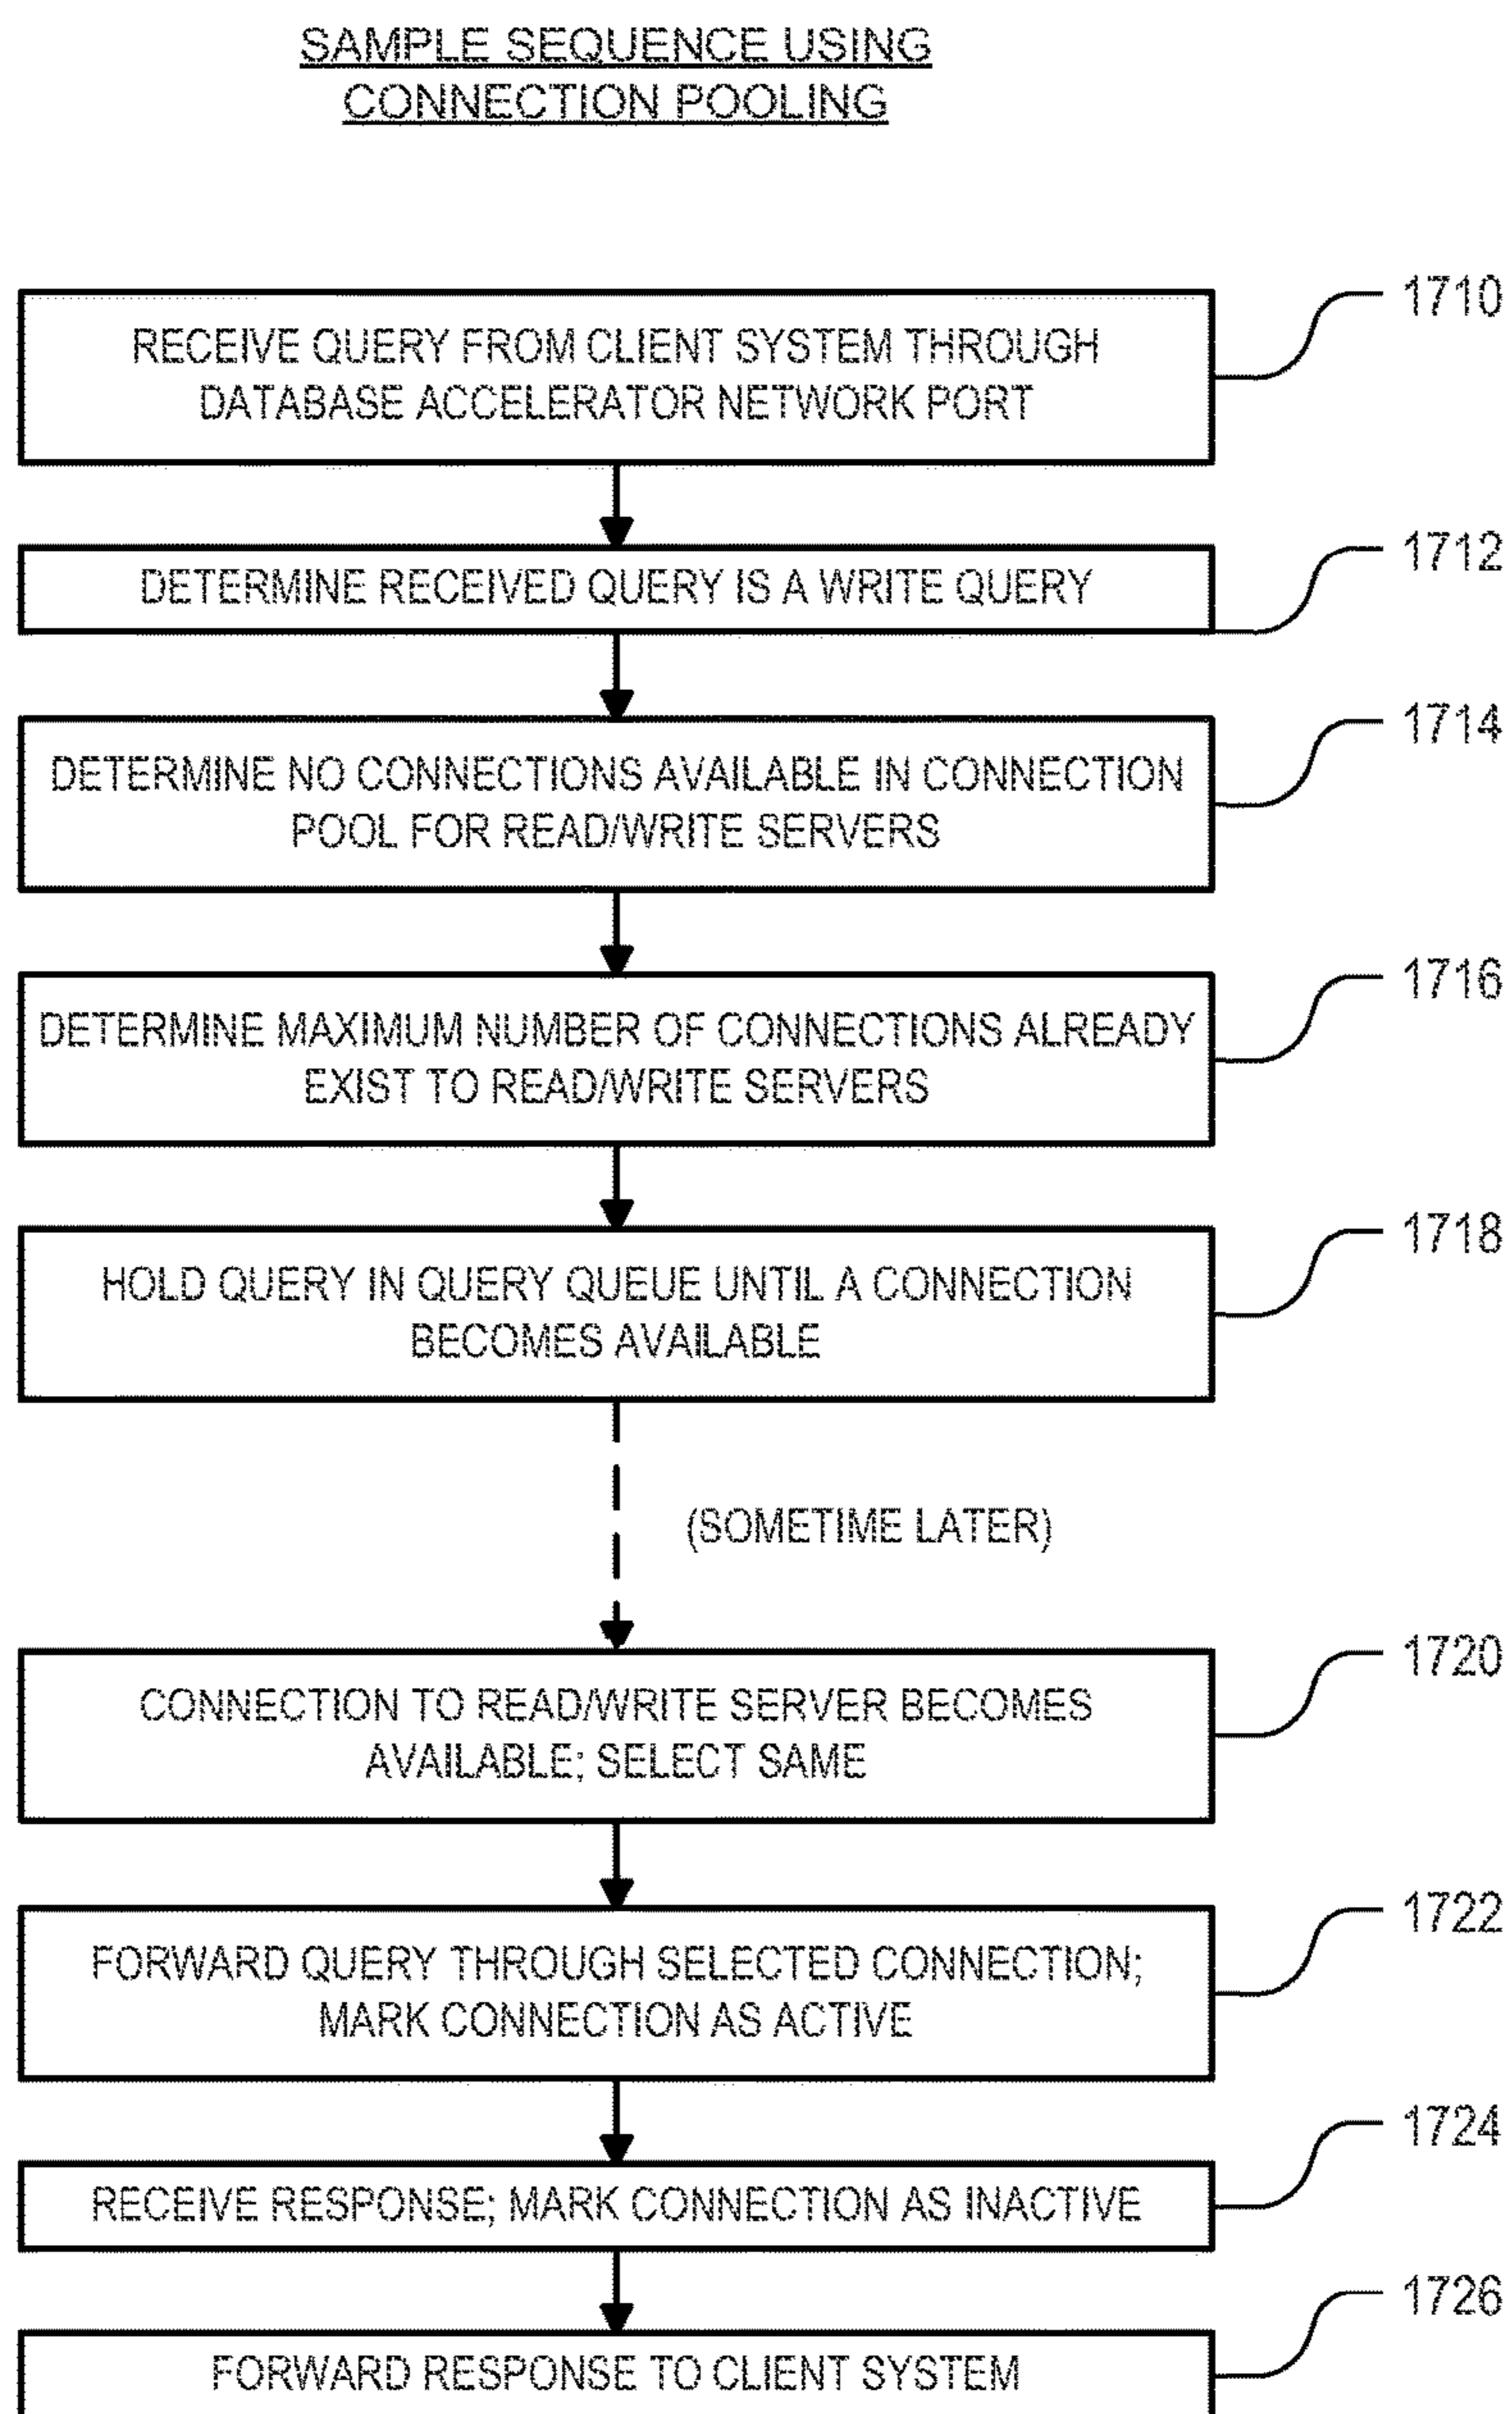 SAMPLE SEQUENCE USING
CONNECTION POOLING
1710
RECEIVE QUERY FROM CLIENT SYSTEM THROUGH
DATABASE ACCELERATOR NETWORK PORT
1712
DETERMINE RECEIVED QUERY IS A WRITE QUERY
1714
DETERMINE NO CONNECTIONS AVAILABLE IN CONNECTION
POOL FOR READ/WRITE SERVERS
1716
DETERMINE MAXIMUM NUMBER OF CONNECTIONS ALREADY
EXIST TO READ/WRITE SERVERS
1718
HOLD QUERY IN QUERY QUEUE UNTIL A CONNECTION
BECOMES AVAILABLE
(SOMETIME LATER)
1720
CONNECTION TO READ/WRITE SERVER BECOMES
AVAILABLE; SELECT SAME
1722
FORWARD QUERY THROUGH SELECTED CONNECTION;
MARK CONNECTION AS ACTIVE
1724
RECEIVE RESPONSE; MARK CONNECTION AS INACTIVE
1726
FORWARD RESPONSE TO CLIENT SYSTEM